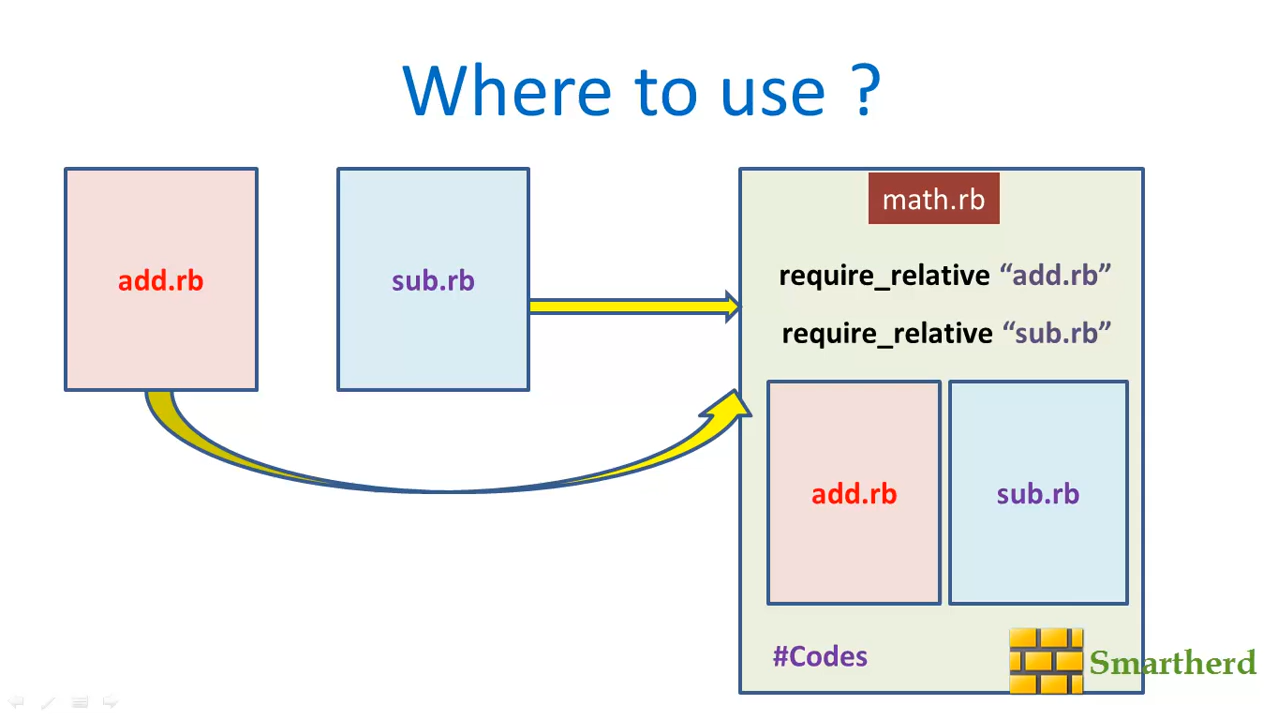 Where to use ?
add.rb
sub.rb
math.rb
require_relative “add.rb”
require_relative “sub.rb”
add.rb
sub.rb
#Codes
Smartherd